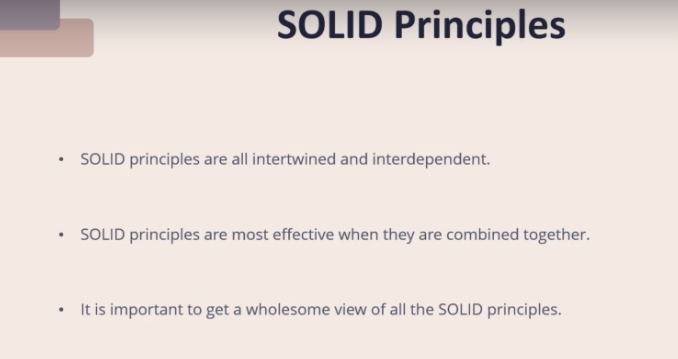 SOLID Principles
• SOLID principles are all intertwined and interdependent.
• SOLID principles are most effective when they are combined together.
• It is important to get a wholesome view of all the SOLID principles.